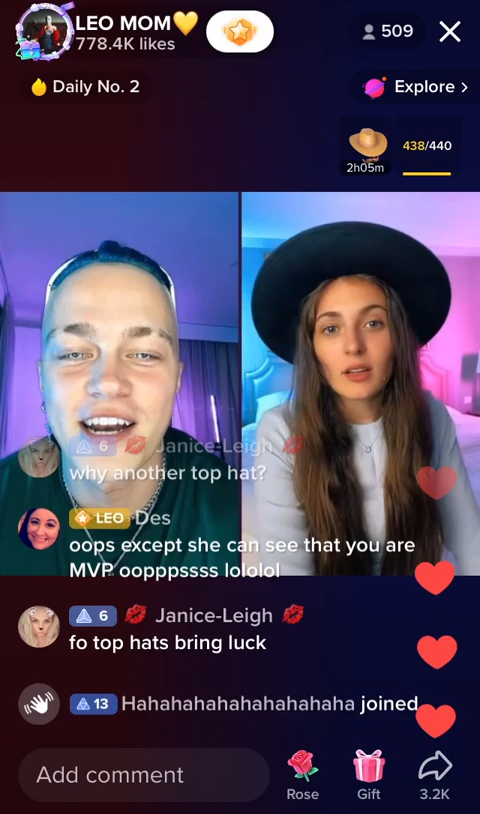 LEO MOM💛
778.4K likes
509
Daily No. 2
Explore >
438/440
2h05m
6 💋 Janice-Leigh 💋
why another top hat?
LEO Des
oops except she can see that you are
MVP oopppssss lololol
6 💋 Janice-Leigh 💋
fo top hats bring luck
13 Hahahahahahahahahaha joined
Add comment
Rose
Gift
3.2K